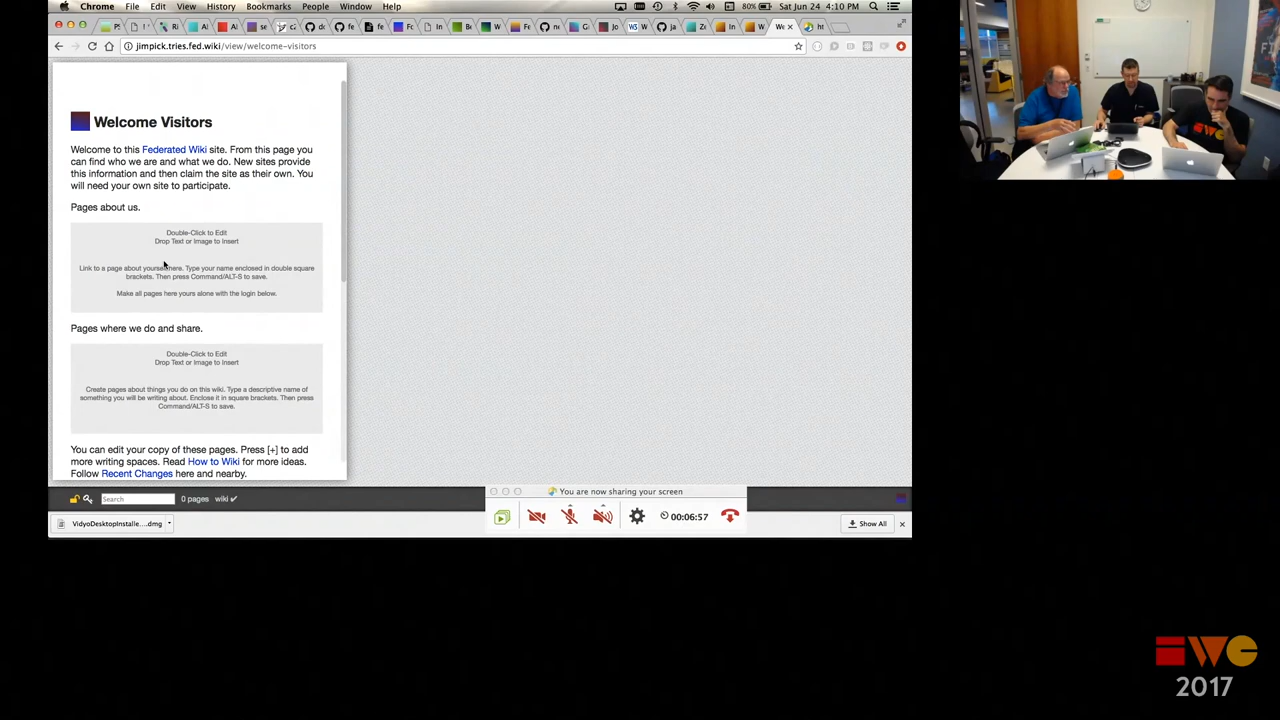 Chrome File Edit View History Bookmarks People Window Help
80% Sat Jun 24 4:10 PM
jimpick.tries.fed.wiki/view/welcome-visitors
Welcome Visitors
Welcome to this Federated Wiki site. From this page you
can find who we are and what we do. New sites provide
this information and then claim the site as their own. You
will need your own site to participate.
Pages about us.
Double-Click to Edit
Drop Text or Image to Insert
Link to a page about yourself here. Type your name enclosed in double square
brackets. Then press Command/ALT-S to save.
Make all pages here yours alone with the login below.
Pages where we do and share.
Double-Click to Edit
Drop Text or Image to Insert
Create pages about things you do on this wiki. Type a descriptive name of
something you will be writing about. Enclose it in square brackets. Then press
Command/ALT-S to save.
You can edit your copy of these pages. Press [+] to add
more writing spaces. Read How to Wiki for more ideas.
Follow Recent Changes here and nearby.
Search 0 pages wiki ✔
You are now sharing your screen
00:06:57
VidyoDesktopInstalle....dmg
Show All
IWC
2017